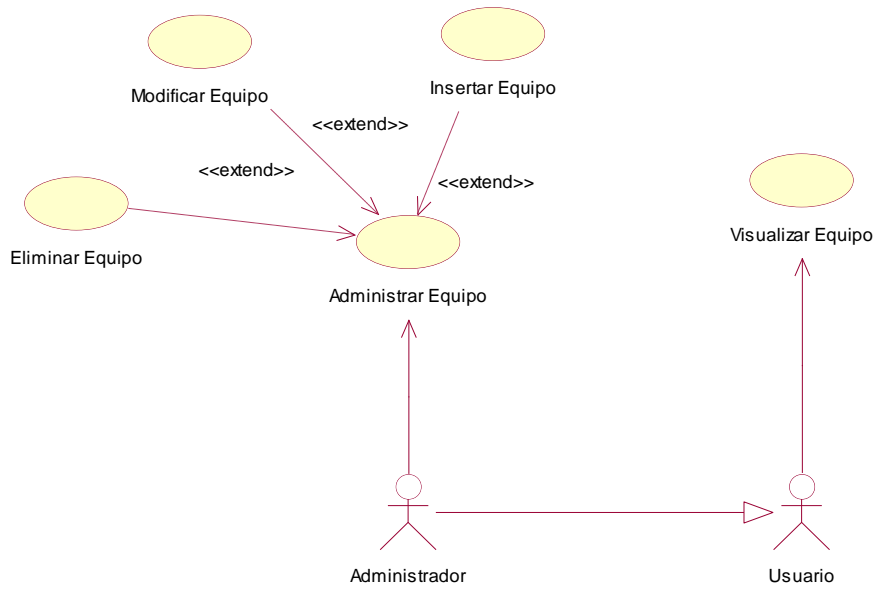 Modificar Equipo
Insertar Equipo
<<extend>>
<<extend>>
<<extend>>
Eliminar Equipo
Visualizar Equipo
Administrar Equipo
Administrador
Usuario